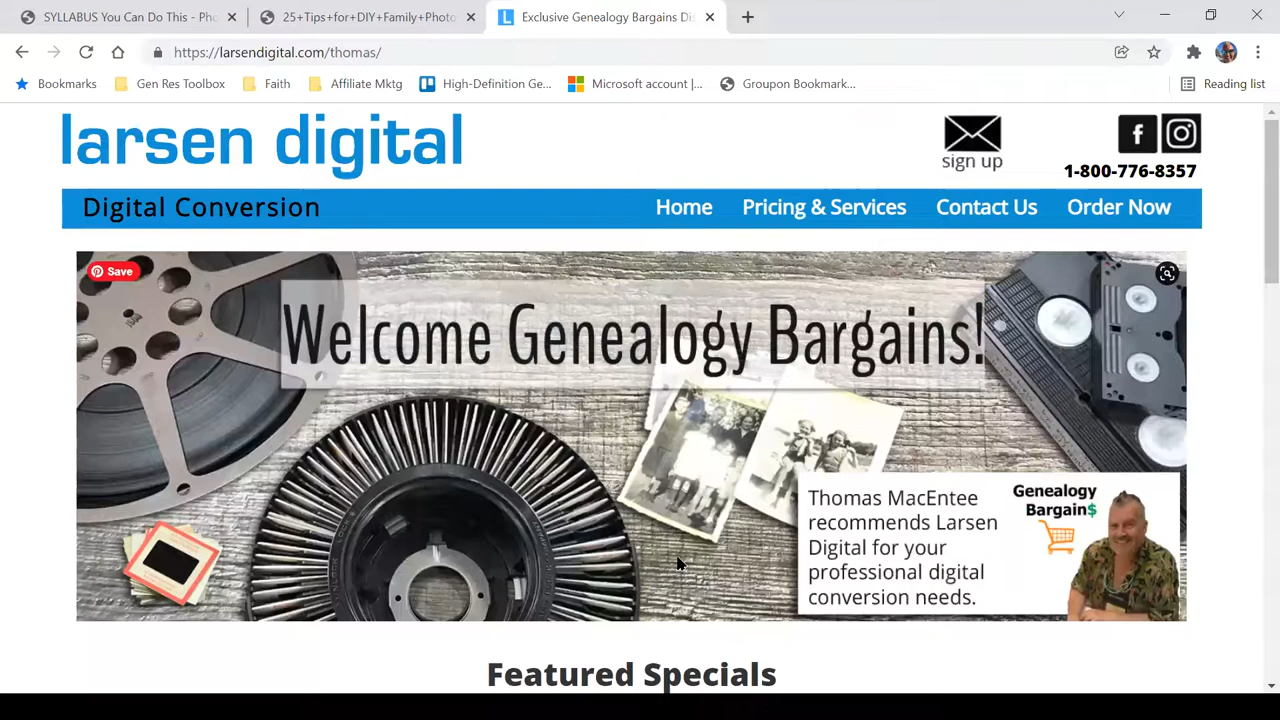 SYLLABUS You Can Do This - Pho
25+Tips+for+DIY+Family+Photo
Exclusive Genealogy Bargains Dis
https://larsendigital.com/thomas/
Bookmarks
Gen Res Toolbox
Faith
Affiliate Mktg
High-Definition Ge...
Microsoft account |...
Groupon Bookmark...
Reading list
larsen digital
sign up
1-800-776-8357
Digital Conversion
Home
Pricing & Services
Contact Us
Order Now
Save
Welcome Genealogy Bargains!
Thomas MacEntee
recommends Larsen
Digital for your
professional digital
conversion needs.
Genealogy
Bargain$
Featured Specials